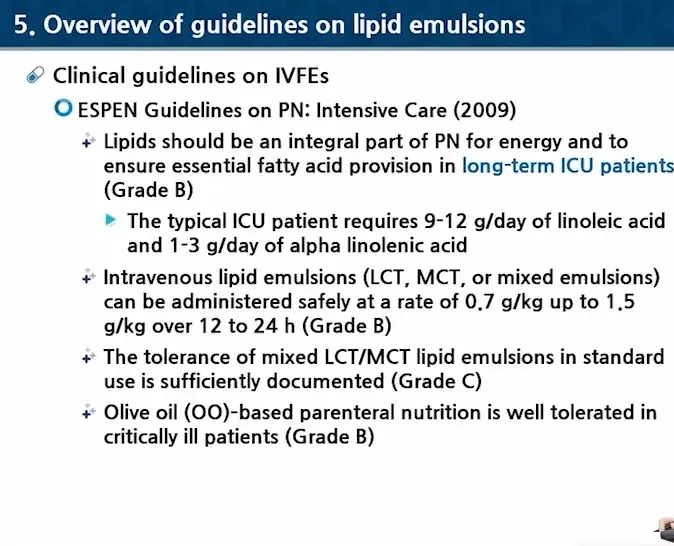 5. Overview of guidelines on lipid emulsions
Clinical guidelines on IVFEs
ESPEN Guidelines on PN: Intensive Care (2009)
Lipids should be an integral part of PN for energy and to
ensure essential fatty acid provision in long-term ICU patients
(Grade B)
The typical ICU patient requires 9-12 g/day of linoleic acid
and 1-3 g/day of alpha linolenic acid
Intravenous lipid emulsions (LCT, MCT, or mixed emulsions)
can be administered safely at a rate of 0.7 g/kg up to 1.5
g/kg over 12 to 24 h (Grade B)
The tolerance of mixed LCT/MCT lipid emulsions in standard
use is sufficiently documented (Grade C)
Olive oil (OO)-based parenteral nutrition is well tolerated in
critically ill patients (Grade B)